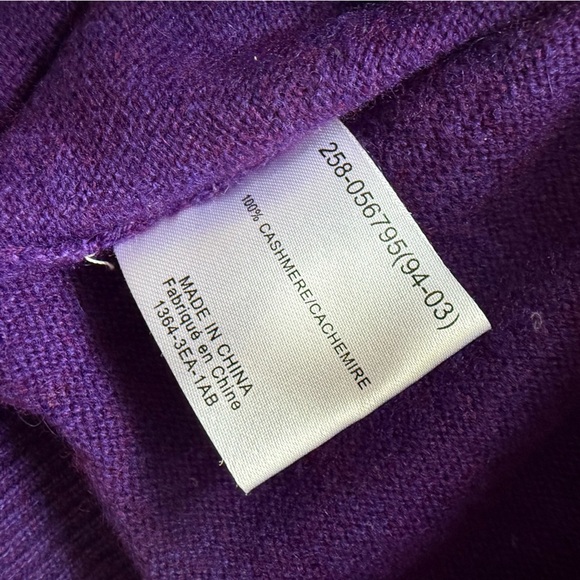 258-056795(94-03)
100% CASHMERE/CACHEMIRE
MADE IN CHINA
Fabriqué en Chine
1364-3EA-1AB